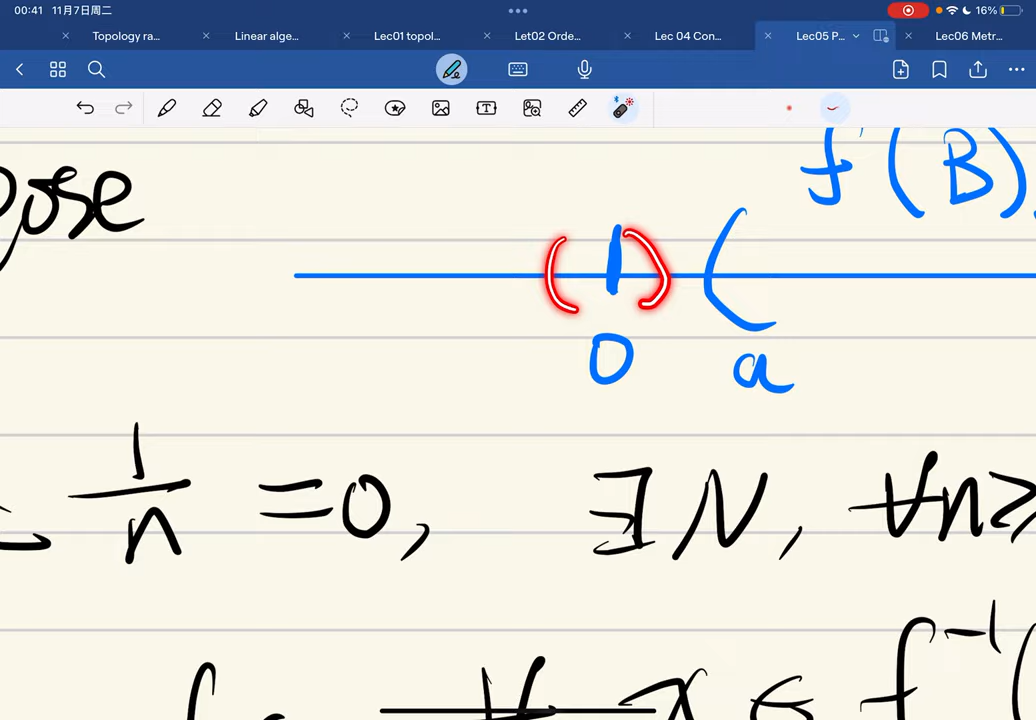 00:41 11月7日周二 16%
Topology ra... Linear alge... Lec01 topol... Let02 Orde... Lec 04 Con... Lec05 P... Lec06 Metr...
f (B)
pose
0 a
1/n =0, ∃ N, ∀n≥
∀ x ∈ f⁻¹(